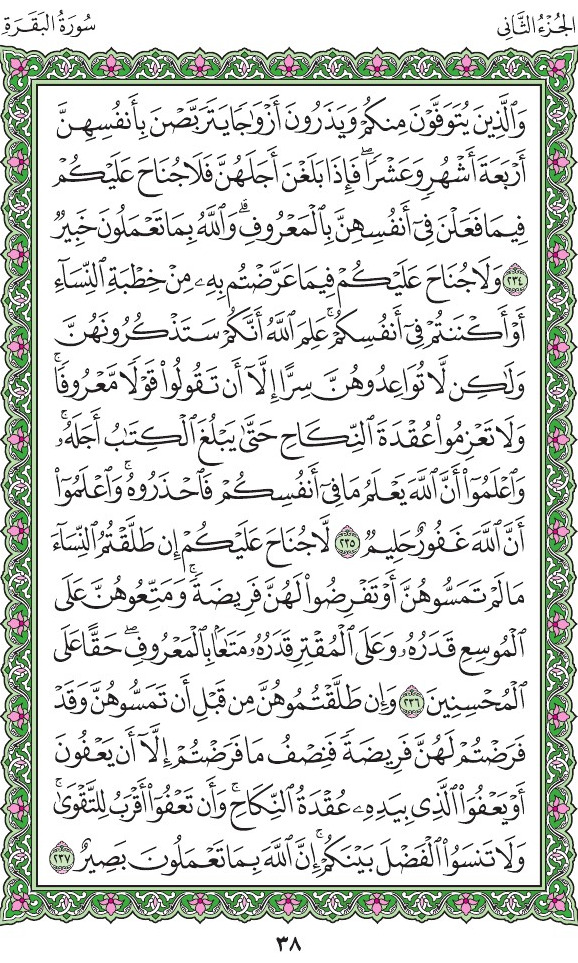 الجُزْءُ الثَّانِي
سُورَةُ البَقَرَةِ
وَٱلَّذِينَ يُتَوَفَّوْنَ مِنكُمْ وَيَذَرُونَ أَزْوَٰجًا يَتَرَبَّصْنَ بِأَنفُسِهِنَّ
أَرْبَعَةَ أَشْهُرٍ وَعَشْرًا ۖ فَإِذَا بَلَغْنَ أَجَلَهُنَّ فَلَا جُنَاحَ عَلَيْكُمْ
فِيمَا فَعَلْنَ فِىٓ أَنفُسِهِنَّ بِٱلْمَعْرُوفِ ۗ وَٱللَّهُ بِمَا تَعْمَلُونَ خَبِيرٌ
٢٣٤ وَلَا جُنَاحَ عَلَيْكُمْ فِيمَا عَرَّضْتُم بِهِۦ مِنْ خِطْبَةِ ٱلنِّسَآءِ
أَوْ أَكْنَنتُمْ فِىٓ أَنفُسِكُمْ ۚ عَلِمَ ٱللَّهُ أَنَّكُمْ سَتَذْكُرُونَهُنَّ
وَلَٰكِن لَّا تُوَاعِدُوهُنَّ سِرًّا إِلَّآ أَن تَقُولُوا۟ قَوْلًا مَّعْرُوفًا ۚ
وَلَا تَعْزِمُوا۟ عُقْدَةَ ٱلنِّكَاحِ حَتَّىٰ يَبْلُغَ ٱلْكِتَٰبُ أَجَلَهُۥ ۚ
وَٱعْلَمُوٓا۟ أَنَّ ٱللَّهَ يَعْلَمُ مَا فِىٓ أَنفُسِكُمْ فَٱحْذَرُوهُ ۚ وَٱعْلَمُوٓا۟
أَنَّ ٱللَّهَ غَفُورٌ حَلِيمٌ ٢٣٥ لَّا جُنَاحَ عَلَيْكُمْ إِن طَلَّقْتُمُ ٱلنِّسَآءَ
مَا لَمْ تَمَسُّوهُنَّ أَوْ تَفْرِضُوا۟ لَهُنَّ فَرِيضَةً ۚ وَمَتِّعُوهُنَّ عَلَى
ٱلْمُوسِعِ قَدَرُهُۥ وَعَلَى ٱلْمُقْتِرِ قَدَرُهُۥ مَتَٰعًۢا بِٱلْمَعْرُوفِ ۖ حَقًّا عَلَى
ٱلْمُحْسِنِينَ ٢٣٦ وَإِن طَلَّقْتُمُوهُنَّ مِن قَبْلِ أَن تَمَسُّوهُنَّ وَقَدْ
فَرَضْتُمْ لَهُنَّ فَرِيضَةً فَنِصْفُ مَا فَرَضْتُمْ إِلَّآ أَن يَعْفُونَ
أَوْ يَعْفُوَا۟ ٱلَّذِى بِيَدِهِۦ عُقْدَةُ ٱلنِّكَاحِ ۚ وَأَن تَعْفُوٓا۟ أَقْرَبُ لِلتَّقْوَىٰ ۚ
وَلَا تَنسَوُا۟ ٱلْفَضْلَ بَيْنَكُمْ ۚ إِنَّ ٱللَّهَ بِمَا تَعْمَلُونَ بَصِيرٌ ٢٣٧
٣٨